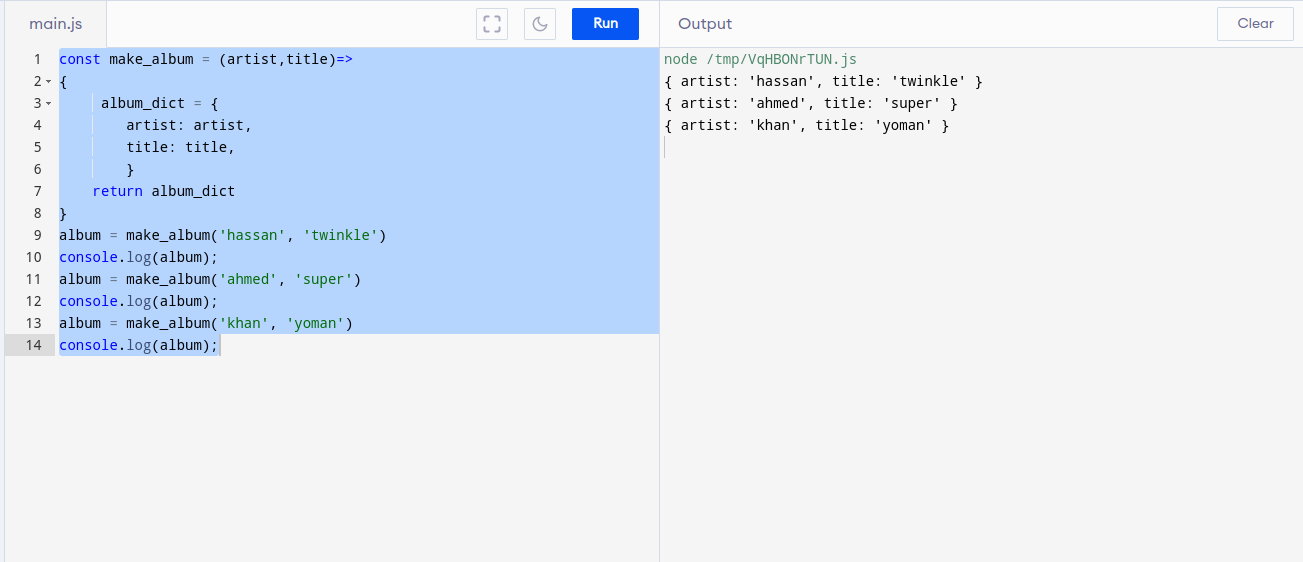 main.js
Run
Output
Clear
1 const make_album = (artist,title)=>
2 {
3 album_dict = {
4 artist: artist,
5 title: title,
6 }
7 return album_dict
8 }
9 album = make_album('hassan', 'twinkle')
10 console.log(album);
11 album = make_album('ahmed', 'super')
12 console.log(album);
13 album = make_album('khan', 'yoman')
14 console.log(album);
node /tmp/VqHBONrTUN.js
{ artist: 'hassan', title: 'twinkle' }
{ artist: 'ahmed', title: 'super' }
{ artist: 'khan', title: 'yoman' }